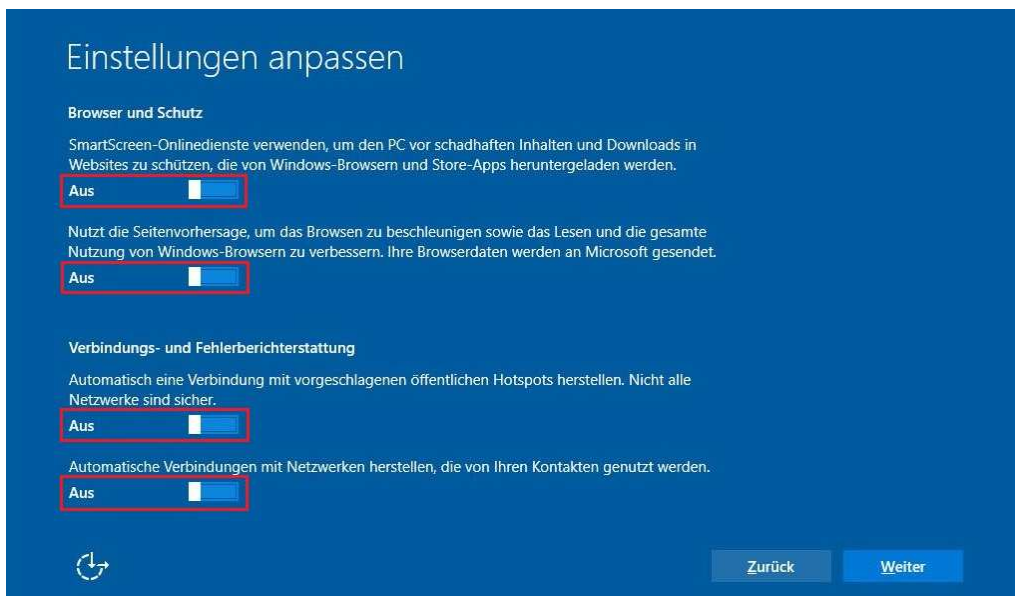 Einstellungen anpassen
Browser und Schutz
SmartScreen-Onlinedienste verwenden, um den PC vor schadhaften Inhalten und Downloads in
Websites zu schützen, die von Windows-Browsern und Store-Apps heruntergeladen werden.
Aus
Nutzt die Seitenvorhersage, um das Browsen zu beschleunigen sowie das Lesen und die gesamte
Nutzung von Windows-Browsern zu verbessern. Ihre Browserdaten werden an Microsoft gesendet.
Aus
Verbindungs- und Fehlerberichterstattung
Automatisch eine Verbindung mit vorgeschlagenen öffentlichen Hotspots herstellen. Nicht alle
Netzwerke sind sicher.
Aus
Automatische Verbindungen mit Netzwerken herstellen, die von Ihren Kontakten genutzt werden.
Aus
Zurück
Weiter